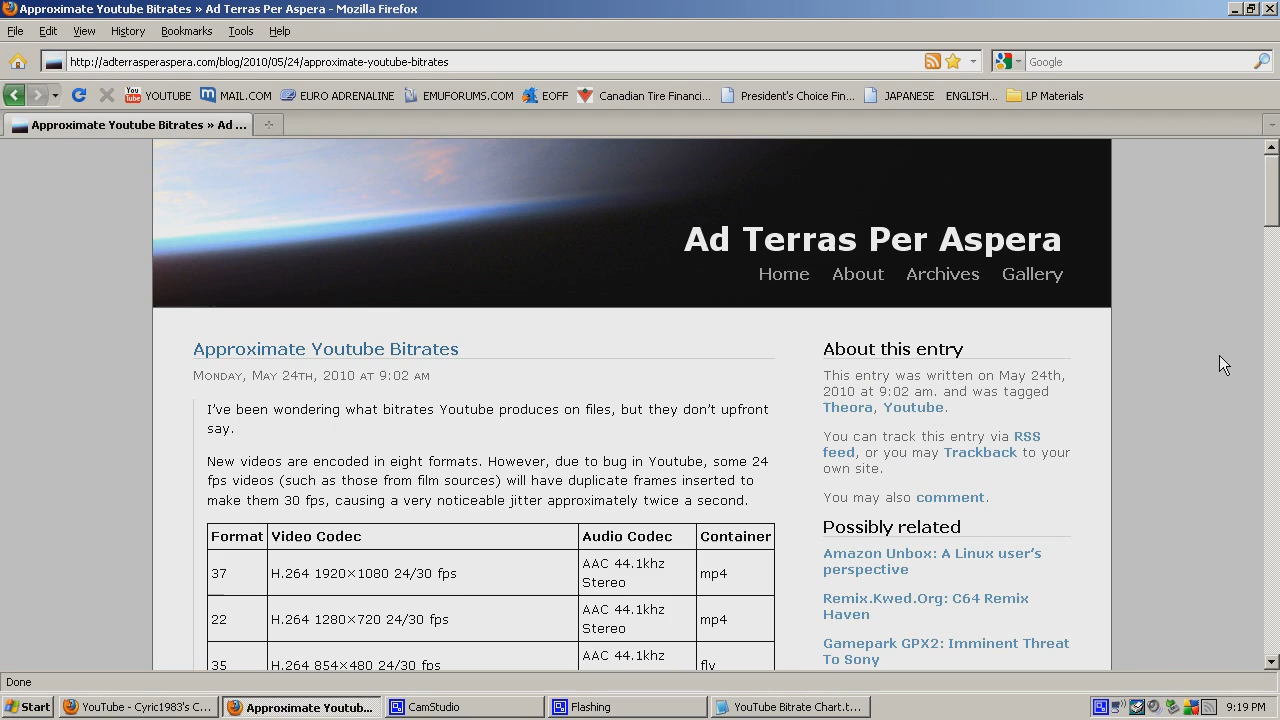 Approximate Youtube Bitrates » Ad Terras Per Aspera - Mozilla Firefox
File Edit View History Bookmarks Tools Help
http://adterrasperaspera.com/blog/2010/05/24/approximate-youtube-bitrates
Google
YOUTUBE MAIL.COM EURO ADRENALINE EMUFORUMS.COM EOFF Canadian Tire Financi... President's Choice Fin... JAPANESE ENGLISH... LP Materials
Approximate Youtube Bitrates » Ad ...
Ad Terras Per Aspera
Home About Archives Gallery
Approximate Youtube Bitrates
Monday, May 24th, 2010 at 9:02 am
I've been wondering what bitrates Youtube produces on files, but they don't upfront
say.
New videos are encoded in eight formats. However, due to bug in Youtube, some 24
fps videos (such as those from film sources) will have duplicate frames inserted to
make them 30 fps, causing a very noticeable jitter approximately twice a second.
Format Video Codec Audio Codec Container
37 H.264 1920×1080 24/30 fps AAC 44.1khz Stereo mp4
22 H.264 1280×720 24/30 fps AAC 44.1khz Stereo mp4
35 H.264 854×480 24/30 fps AAC 44.1khz flv
About this entry
This entry was written on May 24th,
2010 at 9:02 am. and was tagged
Theora, Youtube.
You can track this entry via RSS
feed, or you may Trackback to your
own site.
You may also comment.
Possibly related
Amazon Unbox: A Linux user's
perspective
Remix.Kwed.Org: C64 Remix
Haven
Gamepark GPX2: Imminent Threat
To Sony
Done
Start YouTube - Cyric1983's C... Approximate Youtub... CamStudio Flashing YouTube Bitrate Chart.t... 9:19 PM